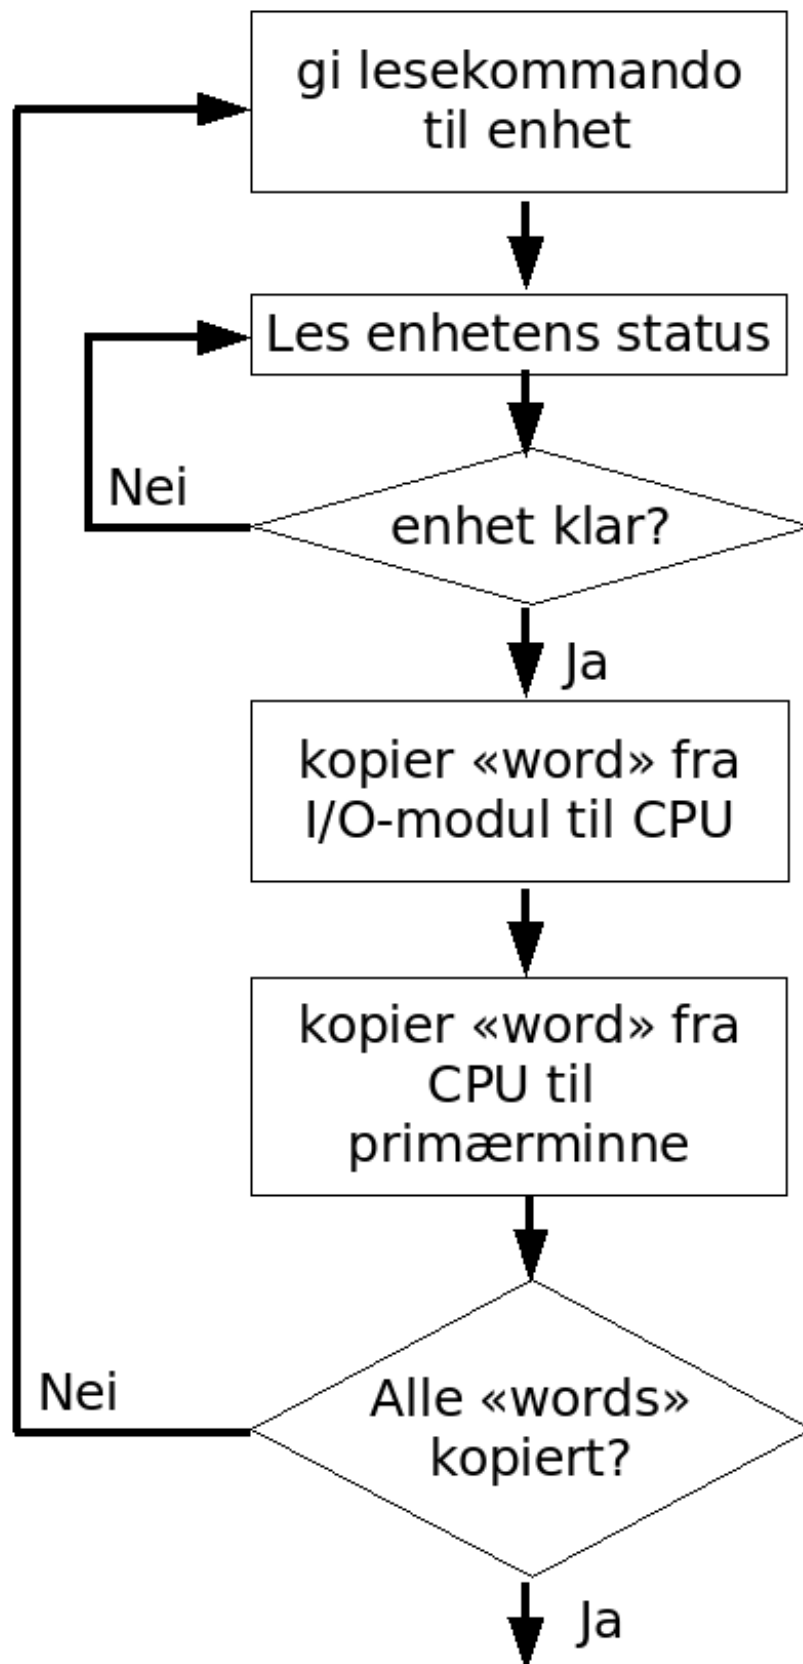 gi lesekommando
til enhet
Les enhetens status
Nei
enhet klar?
Ja
kopier «word» fra
I/O-modul til CPU
kopier «word» fra
CPU til
primærminne
Nei
Alle «words»
kopiert?
Ja